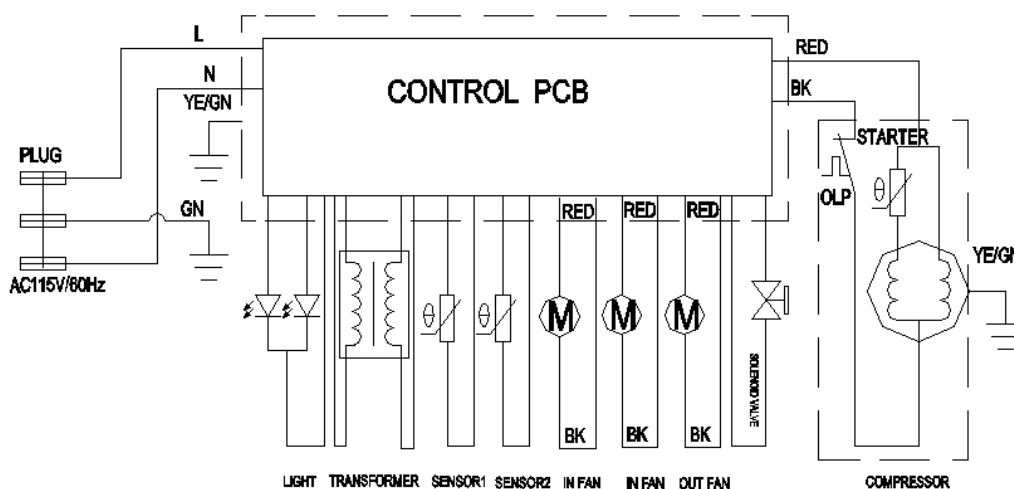 L
RED
N
CONTROL PCB
BK
YE/GN
STARTER
PLUG
OLP
GN
RED
RED
RED
YE/GN
AC115V/60Hz
θ
θ
θ
M
M
M
SOLENOID VALVE
BK
BK
BK
LIGHT TRANSFORMER SENSOR1 SENSOR2 IN FAN IN FAN OUT FAN COMPRESSOR